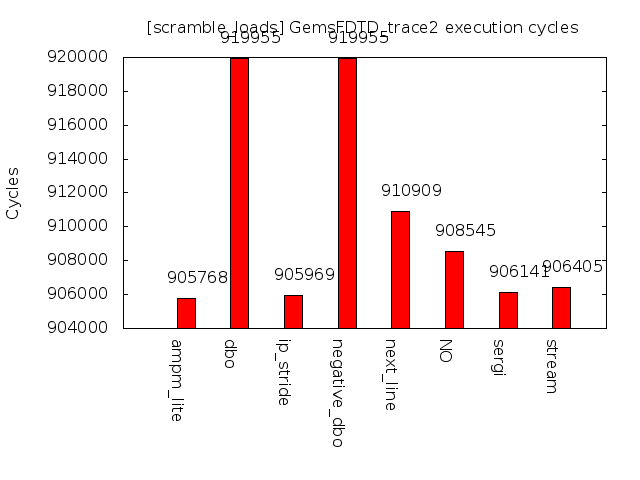 [scramble_loads] GemsFDTD_trace2 execution cycles
919955
919955
920000
918000
916000
914000
912000
910000
908000
906000
904000
Cycles
905768
905969
910909
908545
906141
906405
ampm_lite
dbo
ip_stride
negative_dbo
next_line
NO
sergi
stream